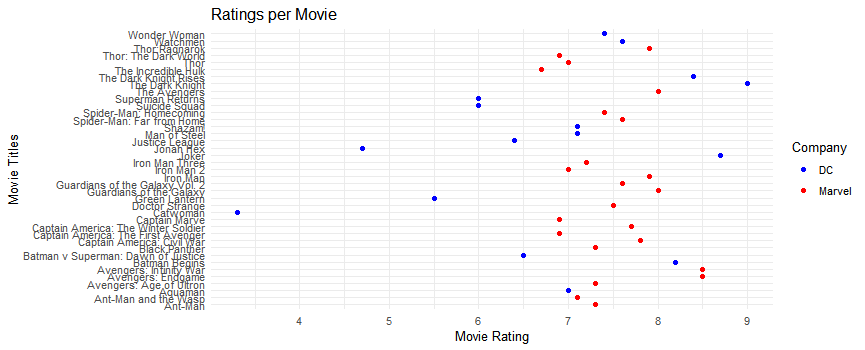 Ratings per Movie
Wonder Woman
Watchmen
Thor Ragnarok
Thor: The Dark World
Thor
The Incredible Hulk
The Dark Knight Rises
The Dark Knight
The Avengers
Superman Returns
Suicide Squad
Spider-Man: Homecoming
Spider-Man: Far from Home
Shazam!
Man of Steel
Justice League
Jonah Hex
Joker
Iron Man Three
Iron Man 2
Iron Man
Guardians of the Galaxy Vol. 2
Guardians of the Galaxy
Green Lantern
Doctor Strange
Catwoman
Captain Marve
Captain America: The Winter Soldier
Captain America: The First Avenger
Captain America: Civil War
Black Panther
Batman v Superman: Dawn of Justice
Batman Begins
Avengers: Infinity War
Avengers: Endgame
Avengers: Age of Ultron
Aquaman
Ant-Man and the Wasp
Ant-Man
Movie Titles
4 5 6 7 8 9
Movie Rating
Company
DC
Marvel